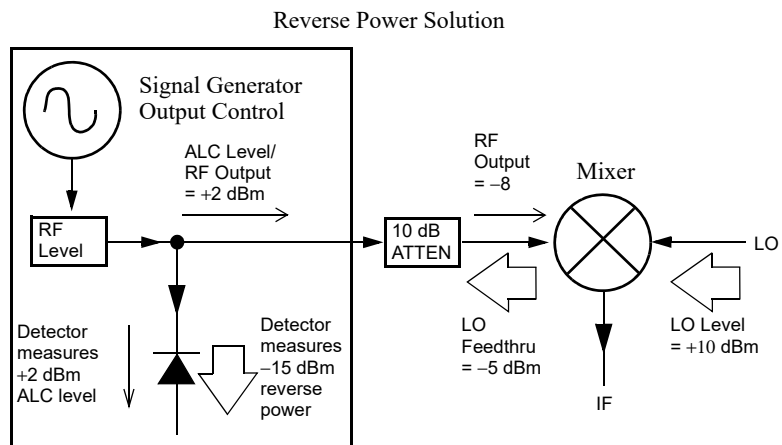 Reverse Power Solution
Signal Generator
Output Control
ALC Level/
RF Output
= +2 dBm
RF
Output
= −8
Mixer
RF
Level
10 dB
ATTEN
LO
Detector
measures
+2 dBm
ALC level
Detector
measures
−15 dBm
reverse
power
LO
Feedthru
= −5 dBm
LO Level
= +10 dBm
IF